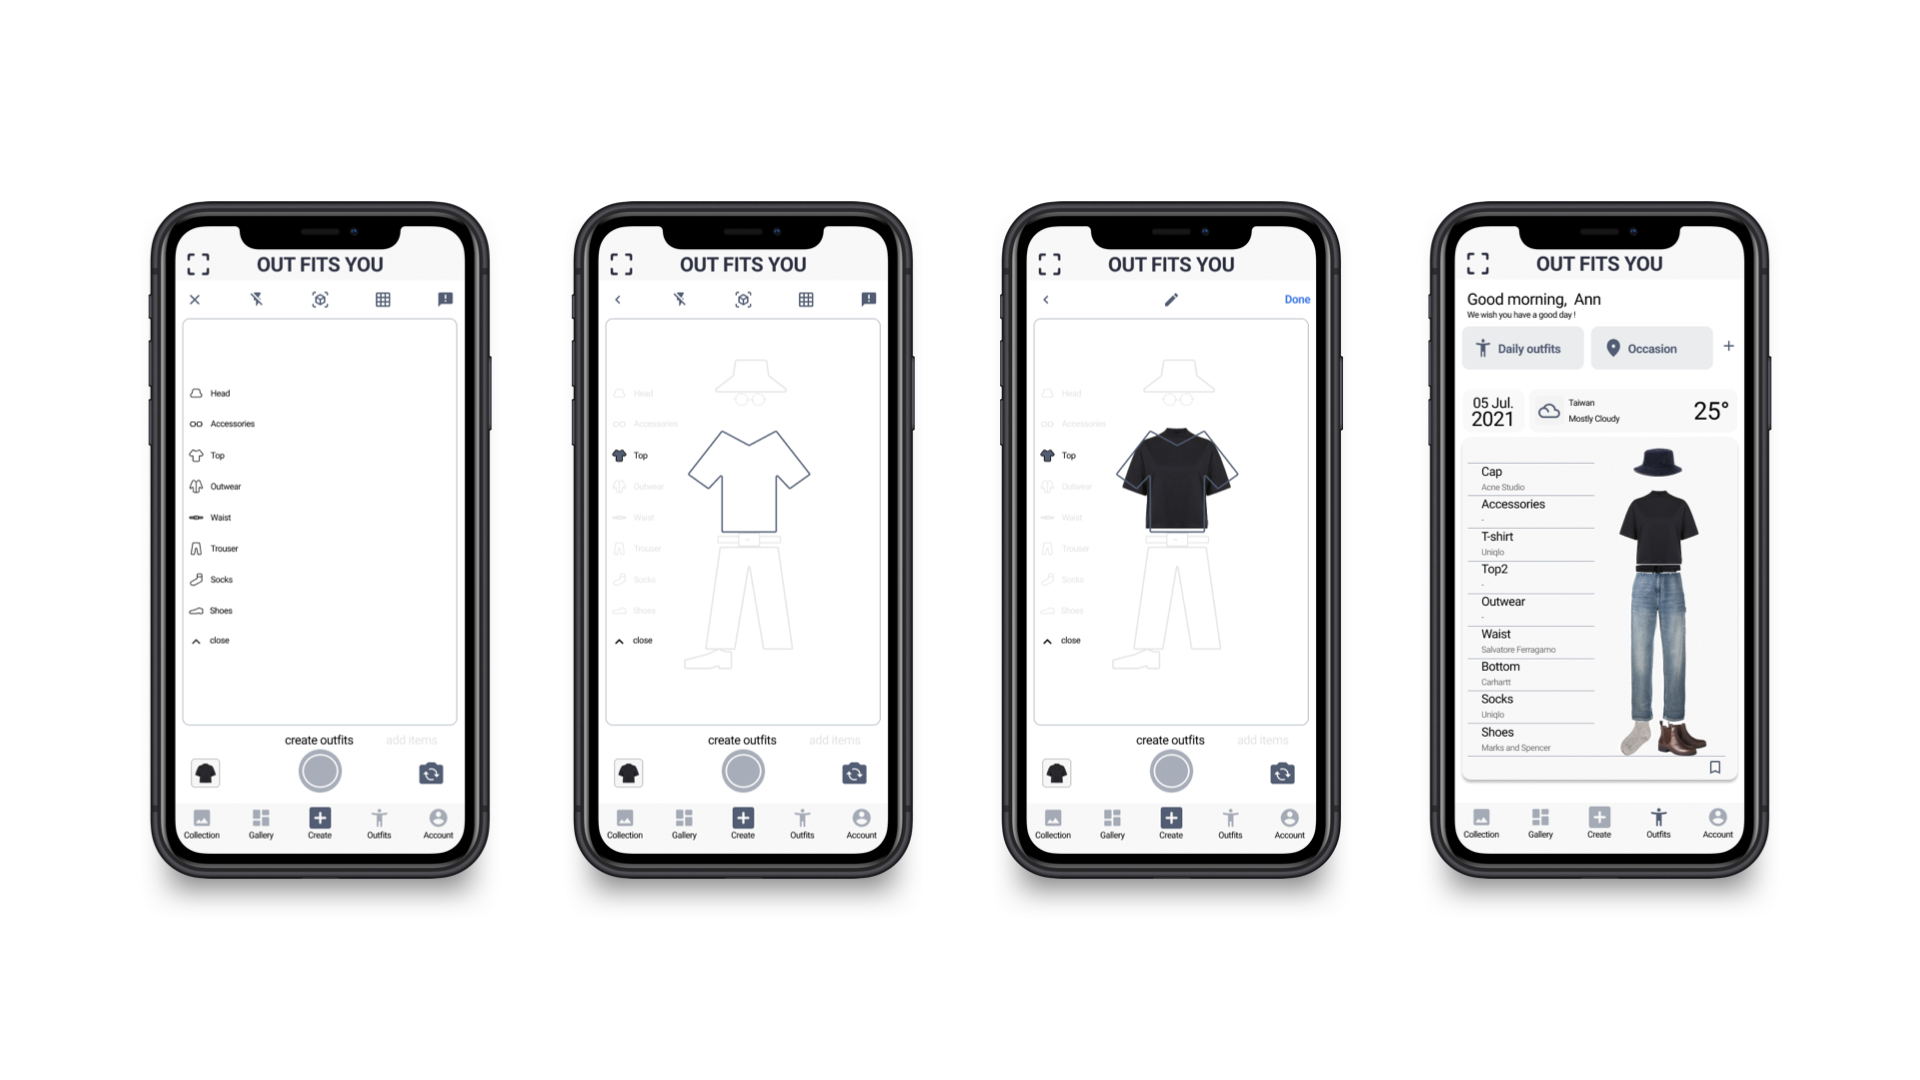 OUT FITS YOU
Head
Accessories
Top
Outwear
Waist
Trouser
Socks
Shoes
close
create outfits add items
Collection Gallery Create Outfits Account
OUT FITS YOU
Head
Accessories
Top
Outwear
Waist
Trouser
Socks
Shoes
close
create outfits add items
Collection Gallery Create Outfits Account
OUT FITS YOU
Done
Head
Accessories
Top
Outwear
Waist
Trouser
Socks
Shoes
close
create outfits add items
Collection Gallery Create Outfits Account
OUT FITS YOU
Good morning, Ann
We wish you have a good day !
Daily outfits Occasion +
05 Jul.
2021
Taiwan
Mostly Cloudy
25°
Cap
Acne Studio
Accessories
-
T-shirt
Uniqlo
Top2
-
Outwear
-
Waist
Salvatore Ferragamo
Bottom
Carhartt
Socks
Uniqlo
Shoes
Marks and Spencer
Collection Gallery Create Outfits Account